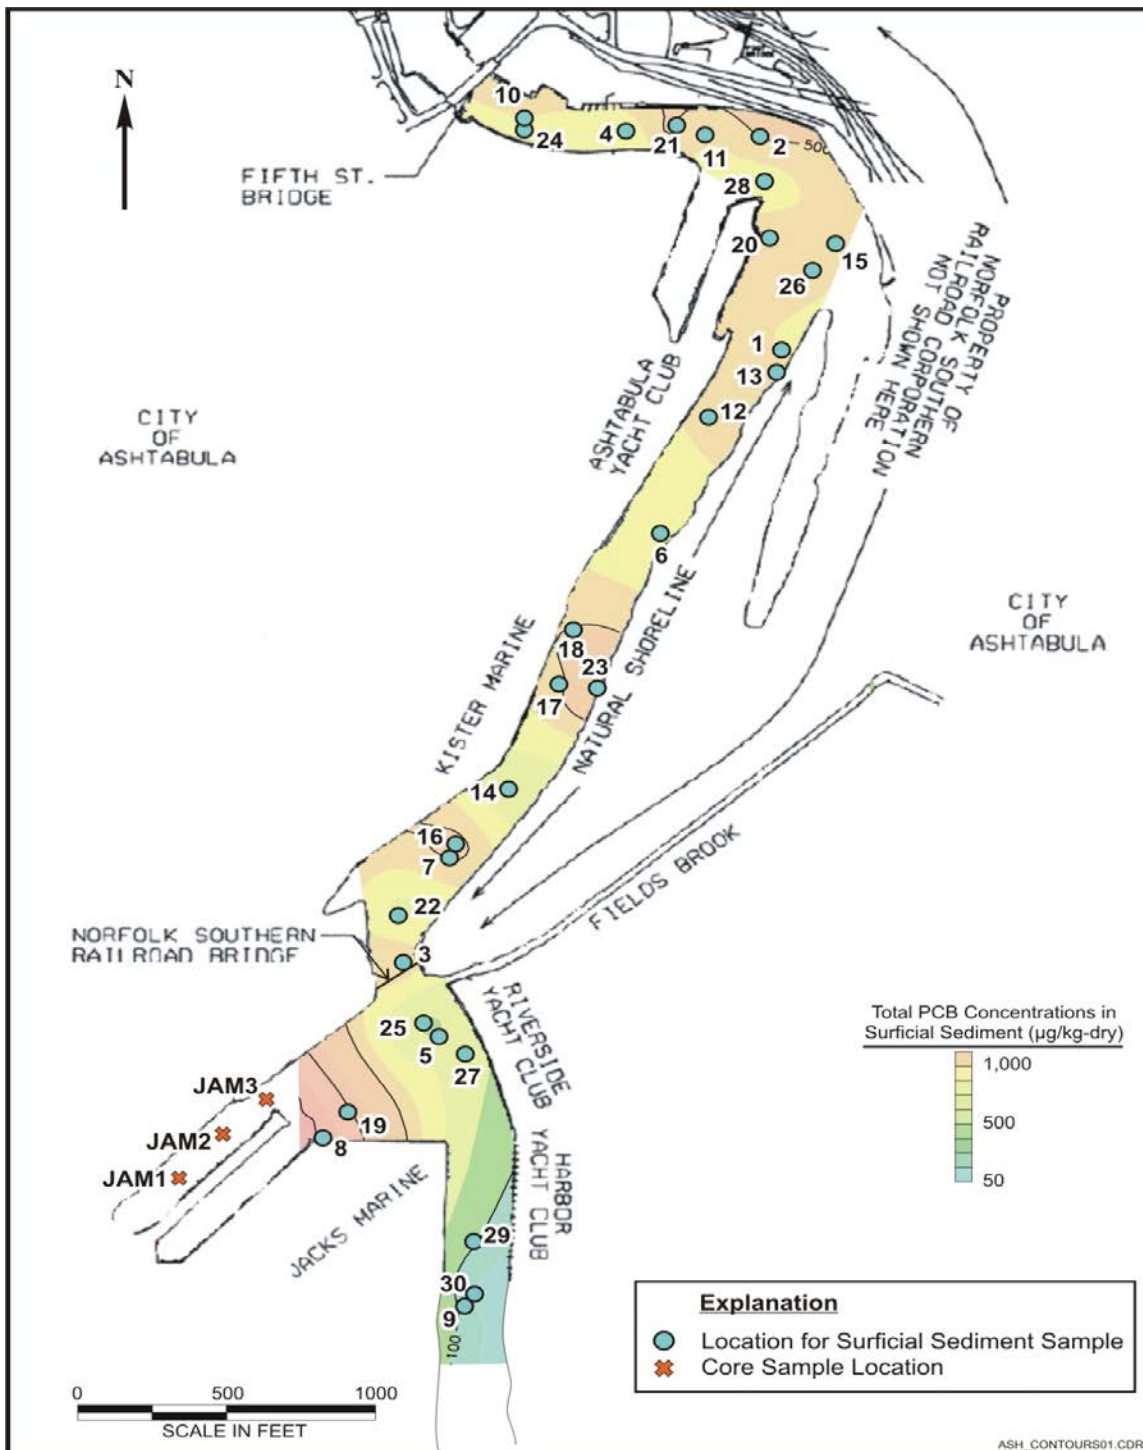 N
10
24
4
21
11
2
500
28
FIFTH ST.
BRIDGE
20
15
26
PROPERTY OF
NORFOLK SOUTHERN
RAILROAD CORPORATION
NOT SHOWN HERE
1
13
12
ASHTABULA
YACHT CLUB
CITY
OF
ASHTABULA
6
NATURAL SHORELINE
CITY
OF
ASHTABULA
18
23
17
KISTER MARINE
14
16
7
22
FIELDS BROOK
NORFOLK SOUTHERN
RAILROAD BRIDGE
3
25
5
27
RIVERSIDE
YACHT CLUB
JAM3
JAM2
JAM1
19
8
HARBOR
YACHT CLUB
JACKS MARINE
29
30
9
100
Total PCB Concentrations in
Surficial Sediment (µg/kg-dry)
1,000
500
50
Explanation
Location for Surficial Sediment Sample
Core Sample Location
0 500 1000
SCALE IN FEET
ASH_CONTOURS01.CDR